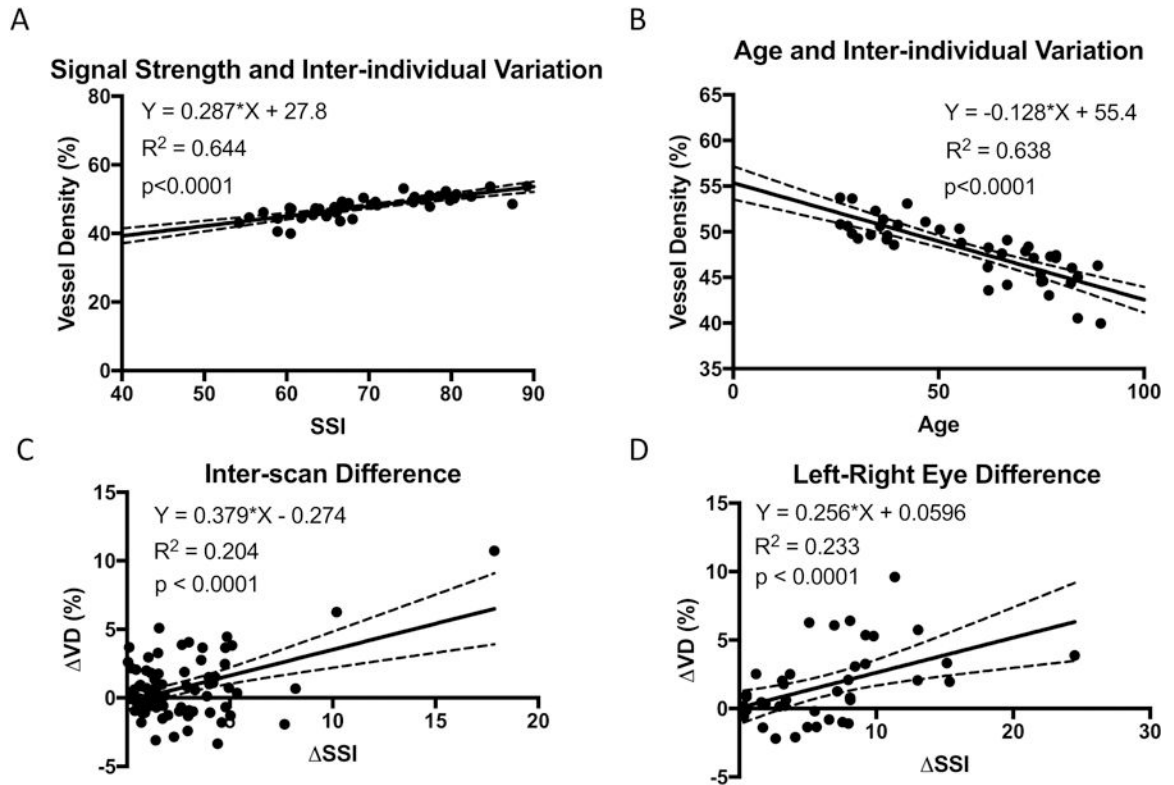 A
Signal Strength and Inter-individual Variation
Y = 0.287*X + 27.8
R² = 0.644
p<0.0001
Vessel Density (%)
80
60
40
20
0
40 50 60 70 80 90
SSI
B
Age and Inter-individual Variation
Y = -0.128*X + 55.4
R² = 0.638
p<0.0001
Vessel Density (%)
65
60
55
50
45
40
35
0 50 100
Age
C
Inter-scan Difference
Y = 0.379*X - 0.274
R² = 0.204
p < 0.0001
ΔVD (%)
15
10
5
0
-5
5 10 15 20
ΔSSI
D
Left-Right Eye Difference
Y = 0.256*X + 0.0596
R² = 0.233
p < 0.0001
ΔVD (%)
15
10
5
0
-5
10 20 30
ΔSSI